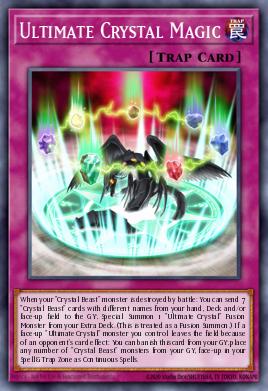 ULTIMATE CRYSTAL MAGIC
TRAP
罠
[TRAP CARD]
When your "Crystal Beast" monster is destroyed by battle: You can send 7
"Crystal Beast" cards with different names from your hand, Deck and/or
face-up field to the GY; Special Summon 1 "Ultimate Crystal" Fusion
Monster from your Extra Deck. (This is treated as a Fusion Summon.) If a
face-up "Ultimate Crystal" monster you control leaves the field because
of an opponent's card effect: You can banish this card from your GY; place
any number of "Crystal Beast" monsters from your GY, face-up in your
Spell & Trap Zone as Continuous Spells.